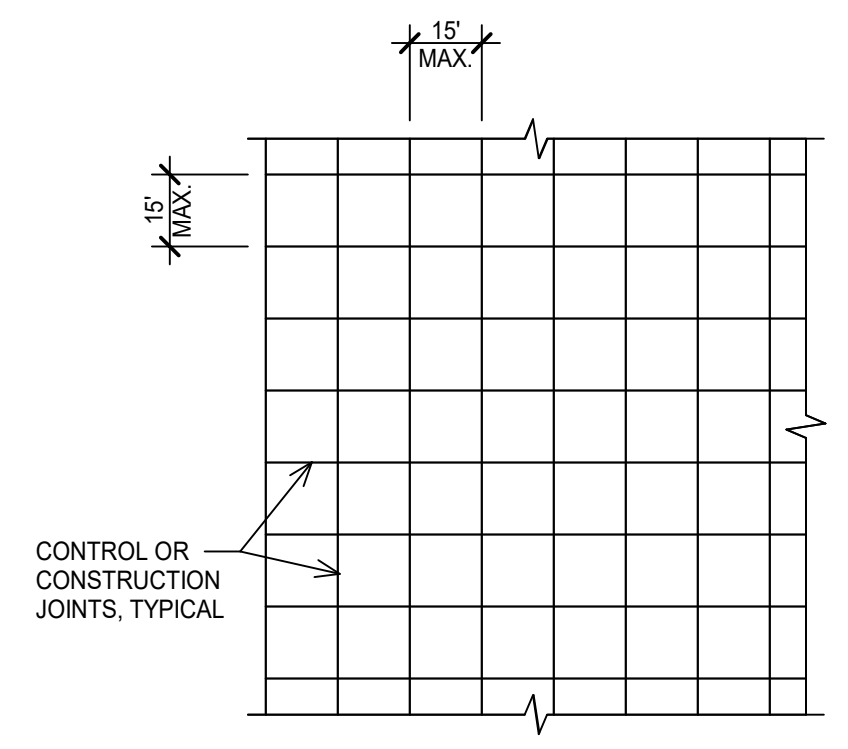 15'
MAX.
15'
MAX.
CONTROL OR
CONSTRUCTION
JOINTS, TYPICAL